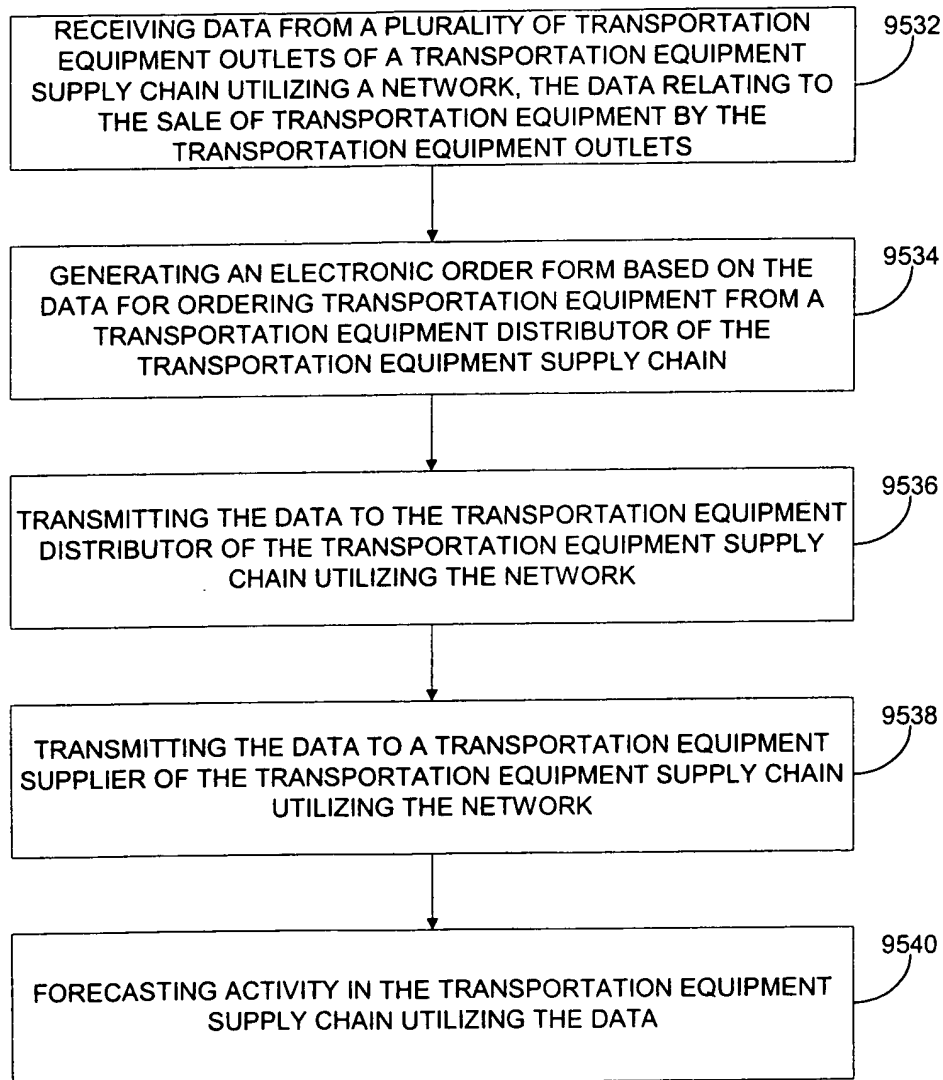 RECEIVING DATA FROM A PLURALITY OF TRANSPORTATION
EQUIPMENT OUTLETS OF A TRANSPORTATION EQUIPMENT
SUPPLY CHAIN UTILIZING A NETWORK, THE DATA RELATING TO
THE SALE OF TRANSPORTATION EQUIPMENT BY THE
TRANSPORTATION EQUIPMENT OUTLETS
9532
GENERATING AN ELECTRONIC ORDER FORM BASED ON THE
DATA FOR ORDERING TRANSPORTATION EQUIPMENT FROM A
TRANSPORTATION EQUIPMENT DISTRIBUTOR OF THE
TRANSPORTATION EQUIPMENT SUPPLY CHAIN
9534
TRANSMITTING THE DATA TO THE TRANSPORTATION EQUIPMENT
DISTRIBUTOR OF THE TRANSPORTATION EQUIPMENT SUPPLY
CHAIN UTILIZING THE NETWORK
9536
TRANSMITTING THE DATA TO A TRANSPORTATION EQUIPMENT
SUPPLIER OF THE TRANSPORTATION EQUIPMENT SUPPLY CHAIN
UTILIZING THE NETWORK
9538
FORECASTING ACTIVITY IN THE TRANSPORTATION EQUIPMENT
SUPPLY CHAIN UTILIZING THE DATA
9540